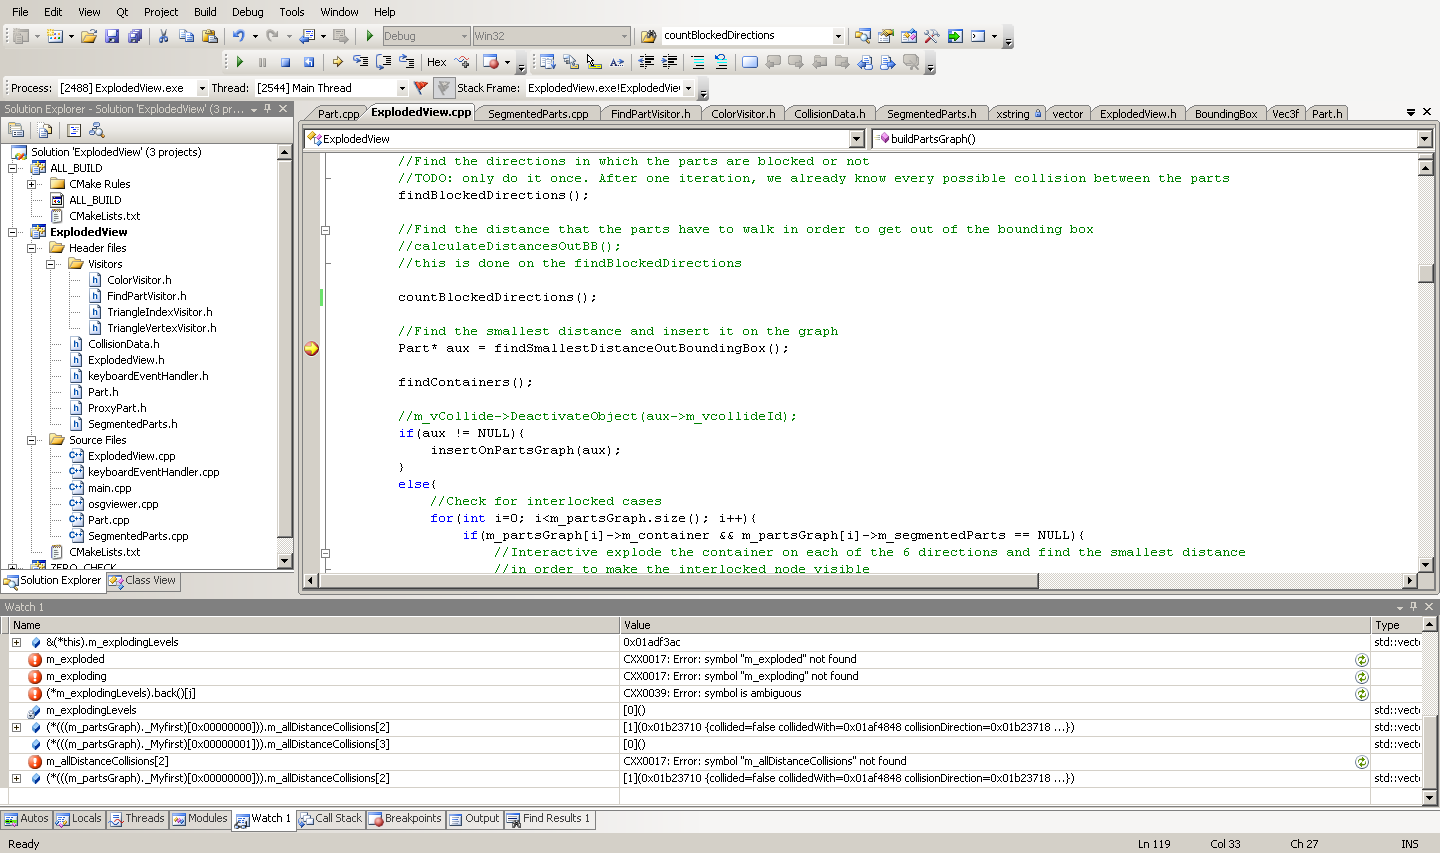 File Edit View Qt Project Build Debug Tools Window Help
Debug Win32 countBlockedDirections
Hex
Process: [2488] ExplodedView.exe Thread: [2544] Main Thread Stack Frame: ExplodedView.exe!ExplodedView
Solution Explorer - Solution 'ExplodedView' (3 pr...
Solution 'ExplodedView' (3 projects)
ALL_BUILD
CMake Rules
ALL_BUILD
CMakeLists.txt
ExplodedView
Header files
Visitors
ColorVisitor.h
FindPartVisitor.h
TriangleIndexVisitor.h
TriangleVertexVisitor.h
CollisionData.h
ExplodedView.h
keyboardEventHandler.h
Part.h
ProxyPart.h
SegmentedParts.h
Source Files
ExplodedView.cpp
keyboardEventHandler.cpp
main.cpp
osgviewer.cpp
Part.cpp
SegmentedParts.cpp
CMakeLists.txt
ZERO_CHECK
Solution Explorer Class View
Part.cpp ExplodedView.cpp SegmentedParts.cpp FindPartVisitor.h ColorVisitor.h CollisionData.h SegmentedParts.h xstring vector ExplodedView.h BoundingBox Vec3f Part.h
ExplodedView buildPartsGraph()
//Find the directions in which the parts are blocked or not
//TODO: only do it once. After one iteration, we already know every possible collision between the parts
findBlockedDirections();
//Find the distance that the parts have to walk in order to get out of the bounding box
//calculateDistancesOutBB();
//this is done on the findBlockedDirections
countBlockedDirections();
//Find the smallest distance and insert it on the graph
Part* aux = findSmallestDistanceOutBoundingBox();
findContainers();
//m_vCollide->DeactivateObject(aux->m_vcollideId);
if(aux != NULL){
insertOnPartsGraph(aux);
}
else{
//Check for interlocked cases
for(int i=0; i<m_partsGraph.size(); i++){
if(m_partsGraph[i]->m_container && m_partsGraph[i]->m_segmentedParts == NULL){
//Interactive explode the container on each of the 6 directions and find the smallest distance
//in order to make the interlocked node visible
Watch 1
Name Value Type
&(*this).m_explodingLevels 0x01adf3ac std::vecto
m_exploded CXX0017: Error: symbol "m_exploded" not found
m_exploding CXX0017: Error: symbol "m_exploding" not found
(*m_explodingLevels).back()[j] CXX0039: Error: symbol is ambiguous
m_explodingLevels [0]() std::vecto
(*(((m_partsGraph)._Myfirst)[0x00000000])).m_allDistanceCollisions[2] [1](0x01b23710 {collided=false collidedWith=0x01af4848 collisionDirection=0x01b23718 ...}) std::vecto
(*(((m_partsGraph)._Myfirst)[0x00000001])).m_allDistanceCollisions[3] [0]() std::vecto
m_allDistanceCollisions[2] CXX0017: Error: symbol "m_allDistanceCollisions" not found
(*(((m_partsGraph)._Myfirst)[0x00000000])).m_allDistanceCollisions[2] [1](0x01b23710 {collided=false collidedWith=0x01af4848 collisionDirection=0x01b23718 ...}) std::vecto
Autos Locals Threads Modules Watch 1 Call Stack Breakpoints Output Find Results 1
Ready Ln 119 Col 33 Ch 27 INS